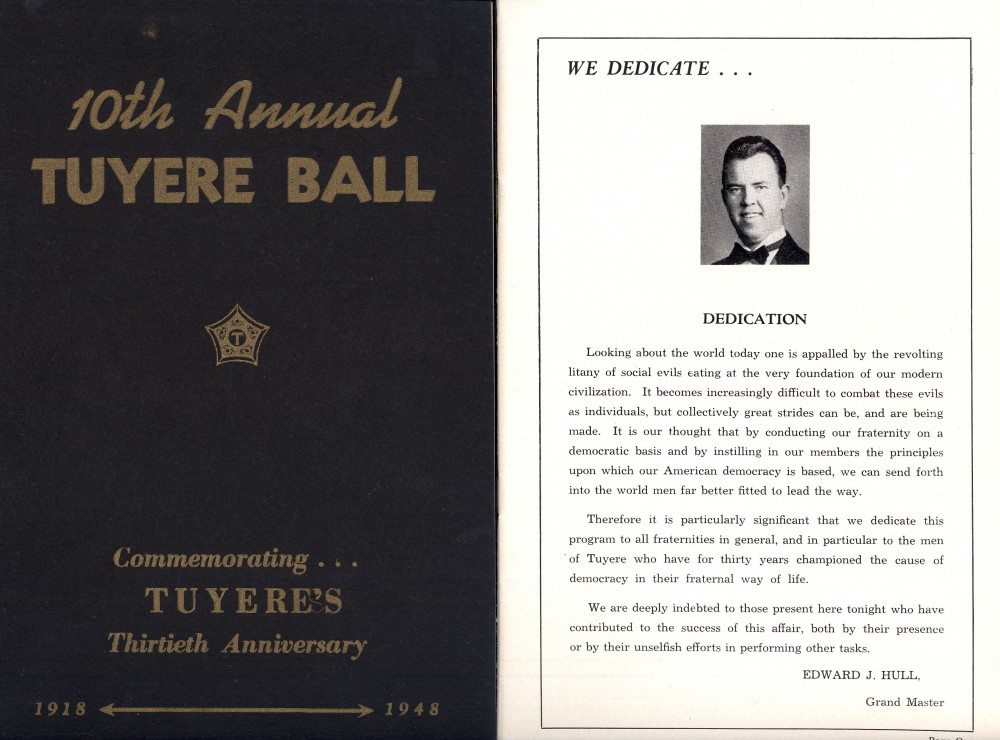 10th Annual
TUYERE BALL
T
Commemorating . . .
TUYERE'S
Thirtieth Anniversary
1918 1948
WE DEDICATE . . .
DEDICATION
Looking about the world today one is appalled by the revolting
litany of social evils eating at the very foundation of our modern
civilization. It becomes increasingly difficult to combat these evils
as individuals, but collectively great strides can be, and are being
made. It is our thought that by conducting our fraternity on a
democratic basis and by instilling in our members the principles
upon which our American democracy is based, we can send forth
into the world men far better fitted to lead the way.
Therefore it is particularly significant that we dedicate this
program to all fraternities in general, and in particular to the men
of Tuyere who have for thirty years championed the cause of
democracy in their fraternal way of life.
We are deeply indebted to those present here tonight who have
contributed to the success of this affair, both by their presence
or by their unselfish efforts in performing other tasks.
EDWARD J. HULL,
Grand Master